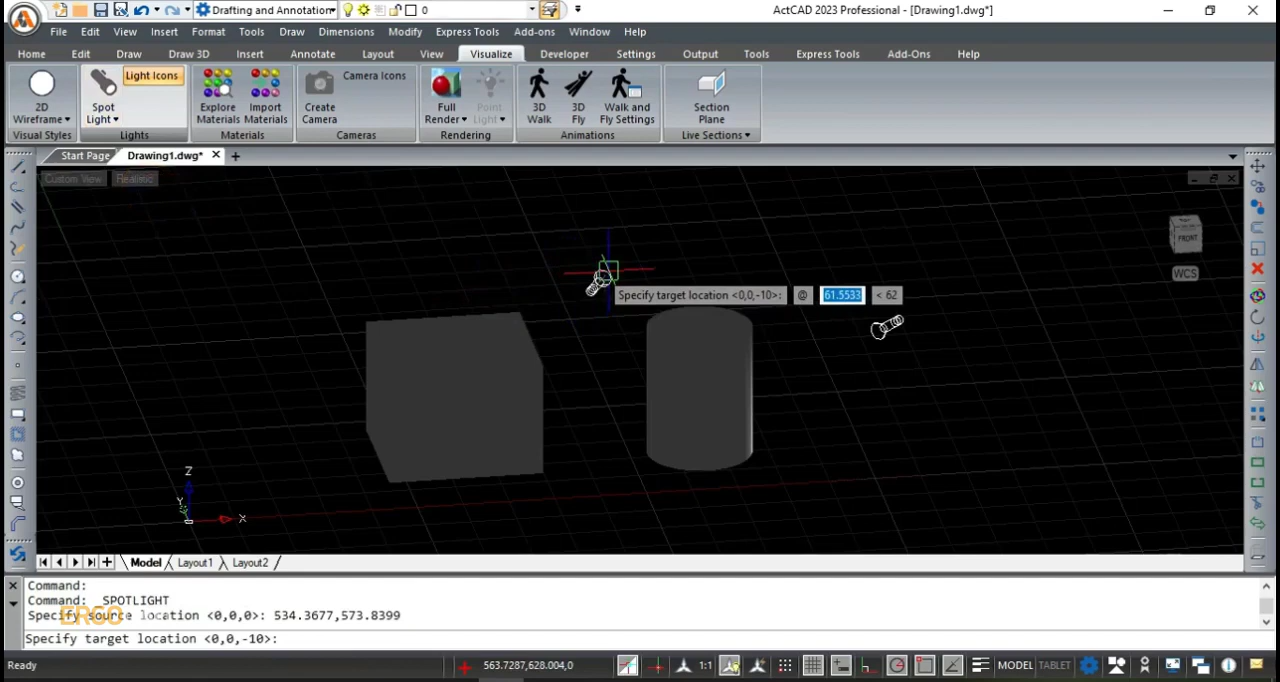 Drafting and Annotation
0
ActCAD 2023 Professional - [Drawing1.dwg*]
File Edit View Insert Format Tools Draw Dimensions Modify Express Tools Add-ons Window Help
Home Edit Draw Draw 3D Insert Annotate Layout View Visualize Developer Settings Output Tools Express Tools Add-Ons Help
Light Icons Camera Icons
2D Spot Explore Import Create Full Point 3D 3D Walk and Section
Wireframe Light Materials Materials Camera Render Light Walk Fly Fly Settings Plane
Visual Styles Lights Materials Cameras Rendering Animations Live Sections
Start Page Drawing1.dwg*
Custom View Realistic
FRONT
WCS
Specify target location <0,0,-10>: @ 61.5533 < 62
Z
Y
X
Model Layout1 Layout2
Command:
Command: _SPOTLIGHT
ERGO
Specify source location <0,0,0>: 534.3677,573.8399
Specify target location <0,0,-10>:
Ready 563.7287,628.004,0 1:1 MODEL TABLET